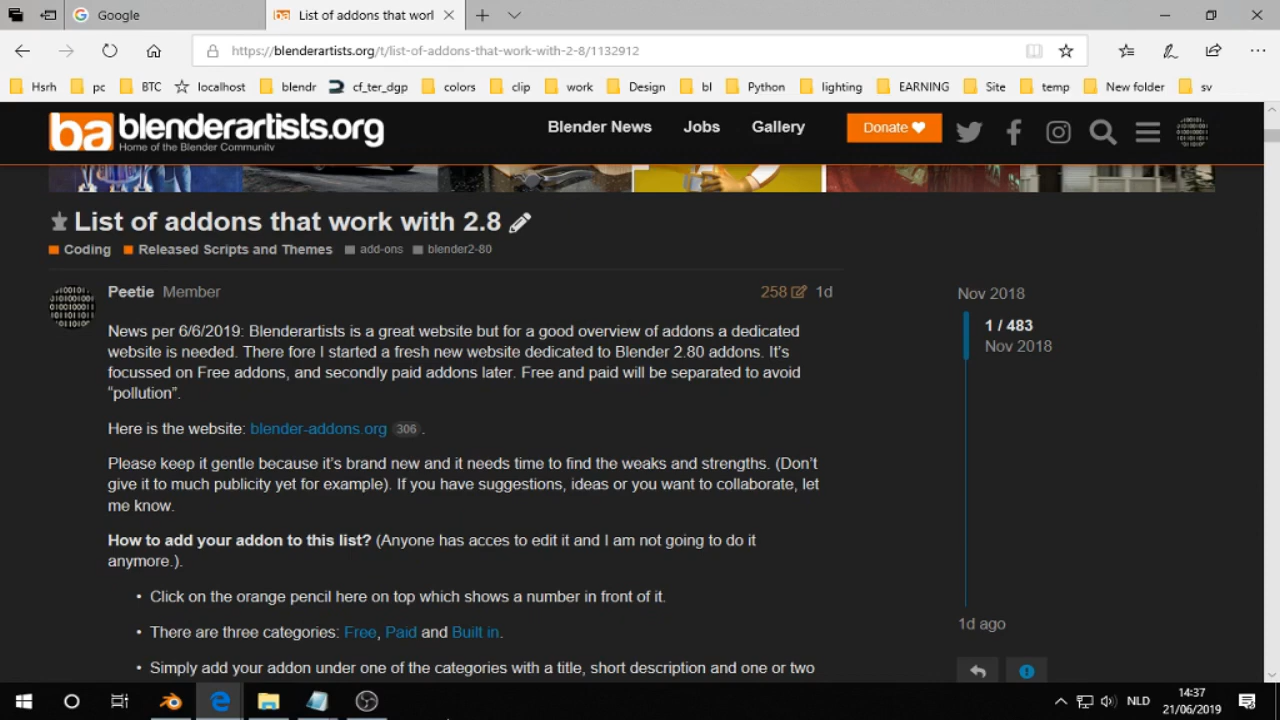 Google
List of addons that worl
https://blenderartists.org/t/list-of-addons-that-work-with-2-8/1132912
Hsrh pc BTC localhost blendr cf_ter_dgp colors clip work Design bl Python lighting EARNING Site temp New folder sv
ba blenderartists.org
Home of the Blender Community
Blender News Jobs Gallery Donate
List of addons that work with 2.8
Coding Released Scripts and Themes add-ons blender2-80
Peetie Member 258 1d
News per 6/6/2019: Blenderartists is a great website but for a good overview of addons a dedicated
website is needed. There fore I started a fresh new website dedicated to Blender 2.80 addons. It's
focussed on Free addons, and secondly paid addons later. Free and paid will be separated to avoid
“pollution”.
Here is the website: blender-addons.org 306 .
Please keep it gentle because it's brand new and it needs time to find the weaks and strengths. (Don't
give it to much publicity yet for example). If you have suggestions, ideas or you want to collaborate, let
me know.
How to add your addon to this list? (Anyone has acces to edit it and I am not going to do it
anymore.).
• Click on the orange pencil here on top which shows a number in front of it.
• There are three categories: Free, Paid and Built in.
• Simply add your addon under one of the categories with a title, short description and one or two
Nov 2018
1 / 483
Nov 2018
1d ago
NLD
14:37
21/06/2019